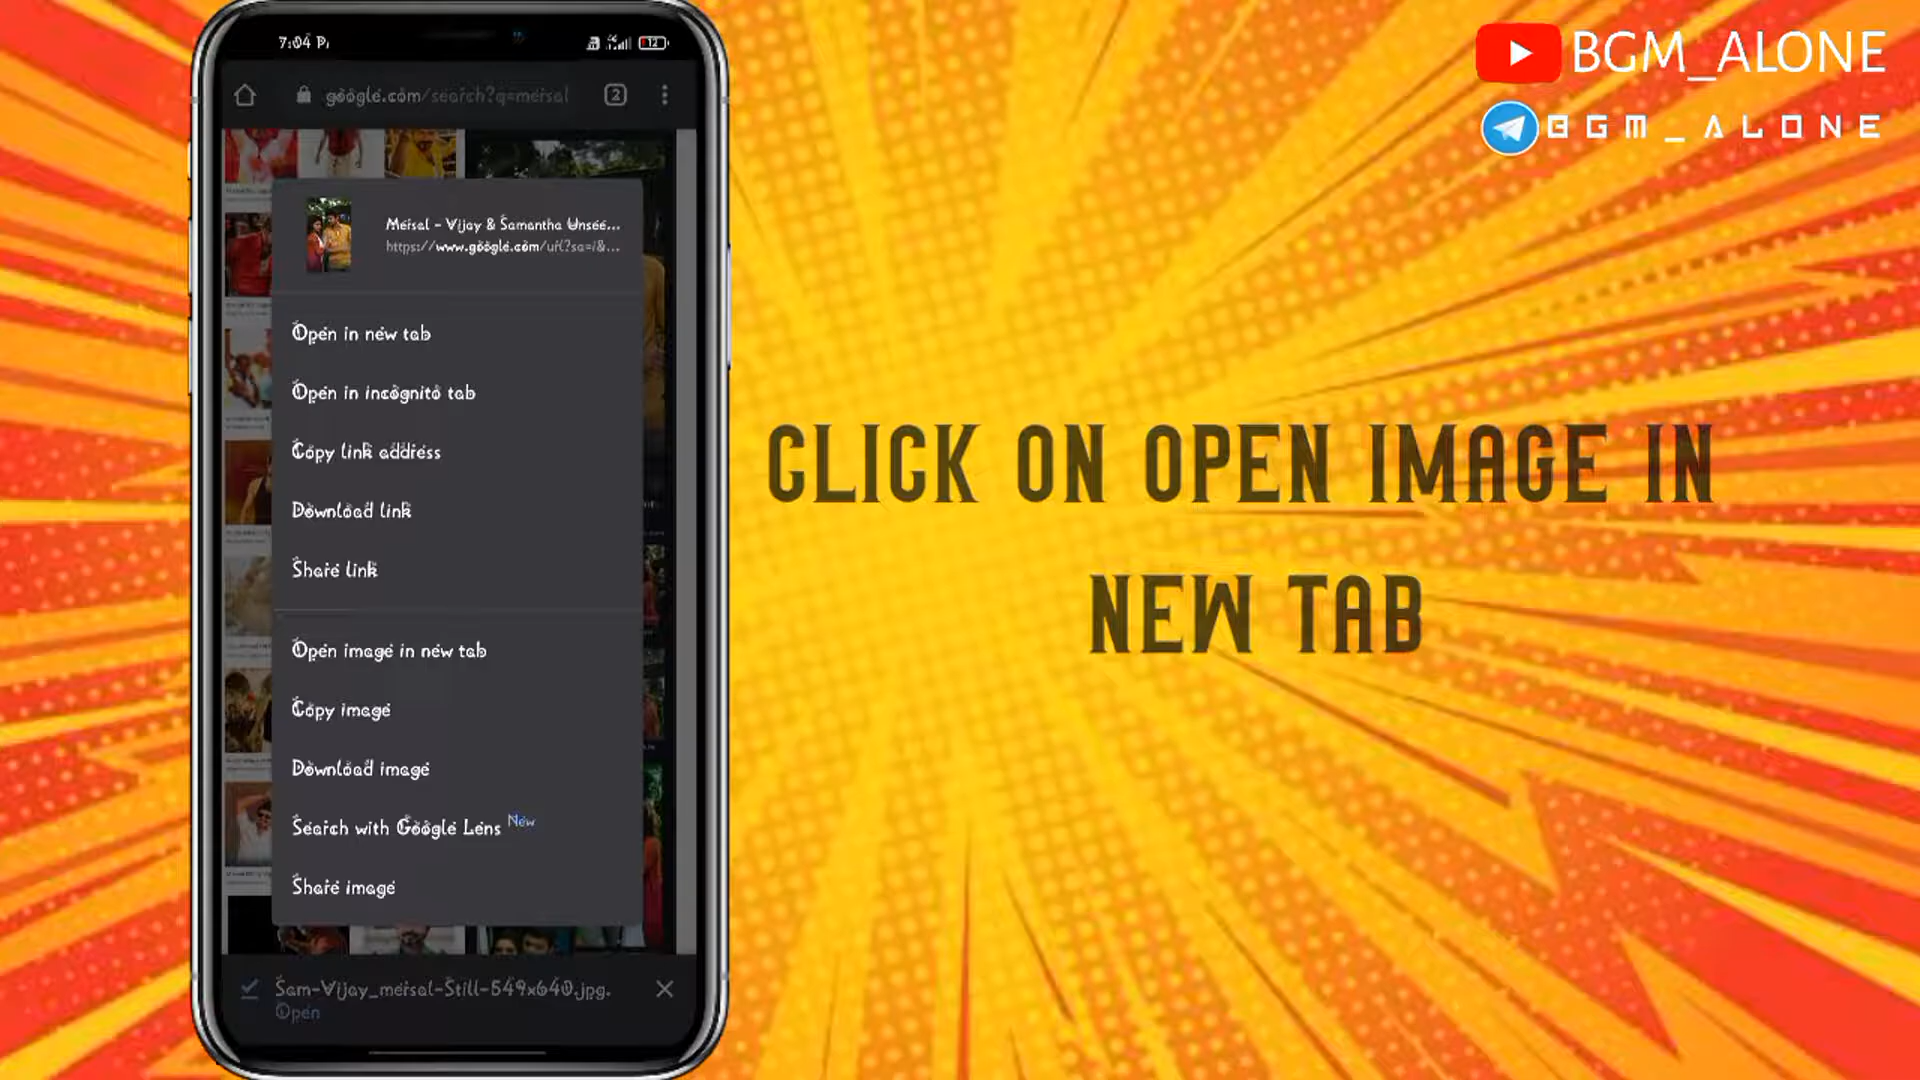 7:04 P
12
google.com/search?q=mersal
2
Mersal - Vijay & Samantha Unsee...
https://www.google.com/url?sa=i&...
Open in new tab
Open in incognito tab
Copy link address
Download link
Share link
Open image in new tab
Copy image
Download image
Search with Google Lens New
Share image
Sam-Vijay_mersal-Still-549x640.jpg.
Open
BGM_ALONE
BGM_ALONE
CLICK ON OPEN IMAGE IN
NEW TAB